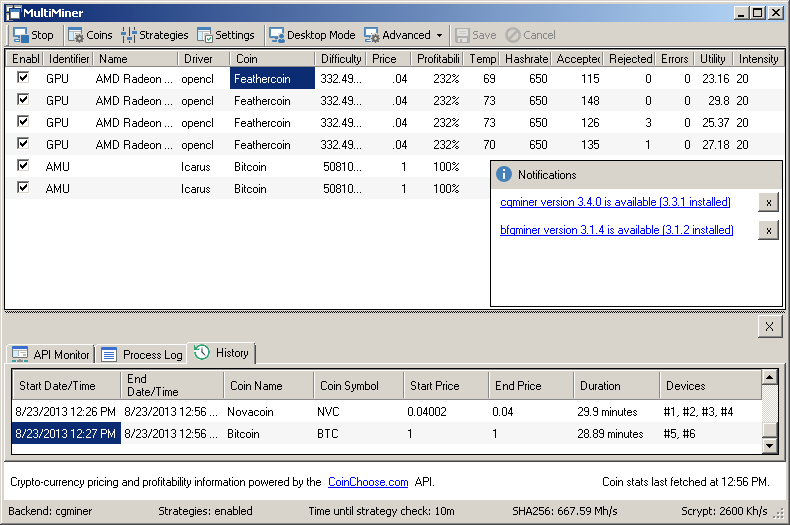 MultiMiner
Stop Coins Strategies Settings Desktop Mode Advanced Save Cancel
Enabl Identifier Name Driver Coin Difficulty Price Profitabili Temp Hashrate Accepted Rejected Errors Utility Intensity
GPU AMD Radeon ... opencl Feathercoin 332.49... .04 232% 69 650 115 0 0 23.16 20
GPU AMD Radeon ... opencl Feathercoin 332.49... .04 232% 73 650 148 0 0 29.8 20
GPU AMD Radeon ... opencl Feathercoin 332.49... .04 232% 73 650 126 3 0 25.37 20
GPU AMD Radeon ... opencl Feathercoin 332.49... .04 232% 70 650 135 1 0 27.18 20
AMU Icarus Bitcoin 50810... 1 100%
AMU Icarus Bitcoin 50810... 1 100%
Notifications
cgminer version 3.4.0 is available (3.3.1 installed) x
bfgminer version 3.1.4 is available (3.1.2 installed) x
X
API Monitor Process Log History
Start Date/Time End Date/Time Coin Name Coin Symbol Start Price End Price Duration Devices
8/23/2013 12:26 PM 8/23/2013 12:56 ... Novacoin NVC 0.04002 0.04 29.9 minutes #1, #2, #3, #4
8/23/2013 12:27 PM 8/23/2013 12:56 ... Bitcoin BTC 1 1 28.89 minutes #5, #6
Crypto-currency pricing and profitability information powered by the CoinChoose.com API. Coin stats last fetched at 12:56 PM.
Backend: cgminer Strategies: enabled Time until strategy check: 10m SHA256: 667.59 Mh/s Scrypt: 2600 Kh/s